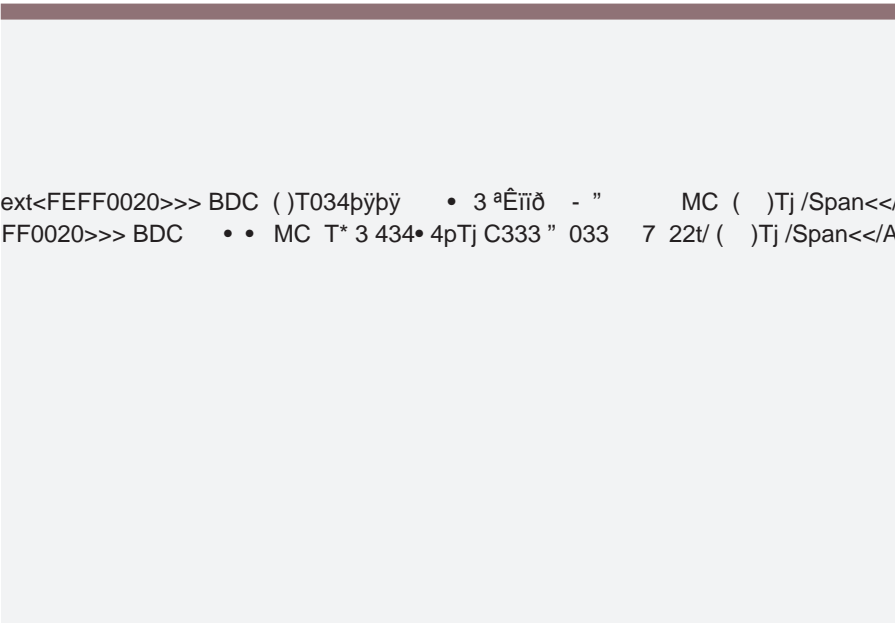 ext<FEFF0020>>> BDC ( )T034þÿþÿ • 3 ªÊïïð - ” MC ( )Tj /Span<</
FF0020>>> BDC • • MC T* 3 434• 4pTj C333 ” 033 7 22t/ ( )Tj /Span<</A